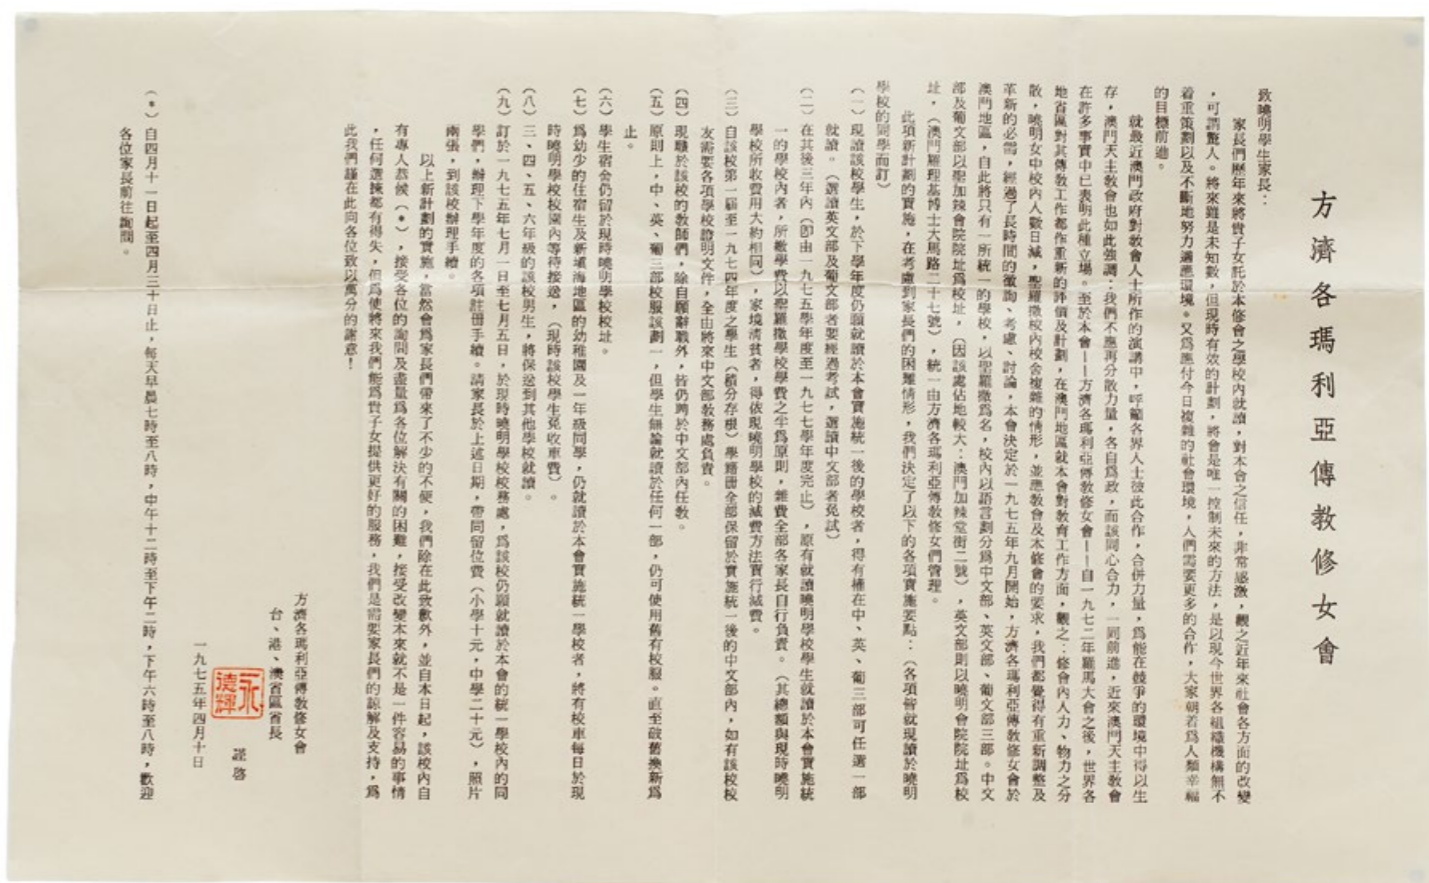 方濟各瑪利亞傳教修女會
致曉明學生家長：
家長們歷年來將貴子女託於本修會之學校內就讀，對本會之信任，非常感激，觀之近年來社會各方面的改變
，可謂驚人。將來雖是未知數，但現時有效的計劃，將會是唯一控制未來的方法，是以現今世界各組織機構無不
着重策劃以及不斷地努力適應環境。又為應付今日複雜的社會環境，人們需要更多的合作，大家朝着為人類幸福
的目標前進。
就最近澳門政府對教會人士所作的演講中，呼籲各界人士彼此合作，合併力量，為能在競爭的環境中得以生
存，澳門天主教會也如此強調：我們不應再分散力量，各自為政，而該同心合力，一同前進，近來澳門天主教會
在許多事實中已表明此種立場。至於本會——方濟各瑪利亞傳教修女會——自一九七二年羅馬大會之後，世界各
地省區對其傳教工作都作重新的評價及計劃，在澳門地區就本會對教育工作方面，觀之：修會內人力、物力之分
散，曉明女中校內人數日減，聖羅撒校內校舍複雜的情形，並應教會及本修會的要求，我們都覺得有重新調整及
革新的必需，經過了長時間的徵詢、考慮、討論，本會決定於一九七五年九月開始，方濟各瑪利亞傳教修女會於
澳門地區，自此將只有一所統一的學校，以聖羅撒為名，校內以語言劃分為中文部、英文部、葡文部三部。中文
部及葡文部以聖加辣會院院址為校址，（因該處佔地較大：澳門加辣堂街二號），英文部則以曉明會院院址為校
址，（澳門羅理基博士大馬路二十七號），統一由方濟各瑪利亞傳教修女們管理。
此項新計劃的實施，在考慮到家長們的困難情形，我們決定了以下的各項實施要點：（各項皆就現讀於曉明
學校的同學而訂）
（一）現讀該校學生，於下學年度仍願就讀於本會實施統一後的學校者，得有權在中、英、葡三部可任選一部
就讀。（選讀英文部及葡文部者要經過考試，選讀中文部者免試）
（二）在其後三年內（即由一九七五學年度至一九七七學年度完止），原有就讀曉明學校學生就讀於本會實施統
一的學校內者，所繳學費以聖羅撒學校學費之半為原則，雜費全部各家長自行負責。（其總額與現時曉明
學校所收費用大約相同），家境清貧者，得依現曉明學校的減費方法實行減費。
（三）自該校第一屆至一九七四年度之學生（積分存根）學籍冊全部保留於實施統一後的中文部內，如有該校校
友需要各項學校證明文件，全由將來中文部教務處負責。
（四）現職於該校的教師們，除自願辭職外，皆仍聘於中文部內任教。
（五）原則上，中、英、葡三部校服該劃一，但學生無論就讀於任何一部，仍可使用舊有校服。直至破舊換新為
止。
（六）學生宿舍仍留於現時曉明學校校址。
（七）為幼少的住宿生及新填海地區的幼稚園及一年級同學，仍就讀於本會實施統一學校者，將有校車每日於現
時曉明學校校園內等待接送，（現時該校學生免收車費）。
（八）三、四、五、六年級的該校男生，將保送到其他學校就讀。
（九）訂於一九七五年七月一日至七月五日，於現時曉明學校校務處，為該校仍願就讀於本會的統一學校內的同
學們，辦理下學年度的各項註冊手續。請家長於上述日期，帶同留位費（小學十元，中學二十元），照片
兩張，到該校辦理手續。
以上新計劃的實施，當然會為家長們帶來了不少的不便，我們除在此致歉外，並自本日起，該校內自
有專人恭候（＊），接受各位的詢問及盡量為各位解決有關的困難，接受改變本來就不是一件容易的事情
，任何選擇都有得失，但為使將來我們能為貴子女提供更好的服務，我們是需要家長們的諒解及支持，為
此我們謹在此向各位致以萬分的謝意！
方濟各瑪利亞傳教修女會
台、港、澳省區省長
永德輝
謹啓
一九七五年四月十日
（＊）自四月十一日起至四月三十日止，每天早晨七時至八時，中午十二時至下午二時，下午六時至八時，歡迎
各位家長前往詢問。